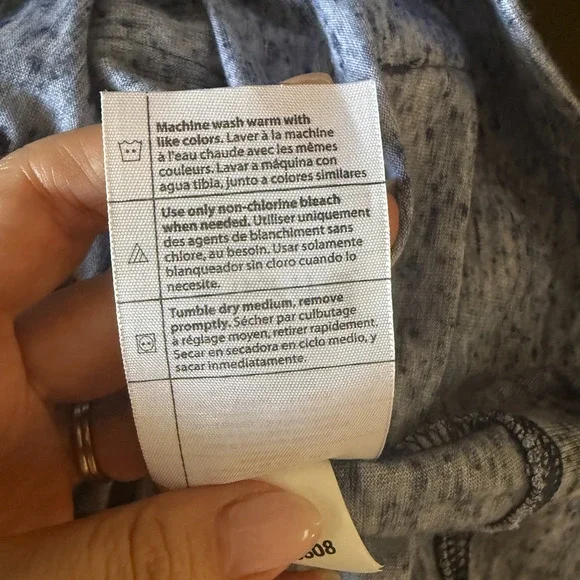 Machine wash warm with
like colors. Laver à la machine
à l'eau chaude avec les mêmes
couleurs. Lavar a máquina con
agua tibia, junto a colores similares
Use only non-chlorine bleach
when needed. Utiliser uniquement
des agents de blanchiment sans
chlore, au besoin. Usar solamente
blanqueador sin cloro cuando lo
necesite.
Tumble dry medium, remove
promptly. Sécher par culbutage
à réglage moyen, retirer rapidement.
Secar en secadora en ciclo medio, y
sacar inmediatamente.